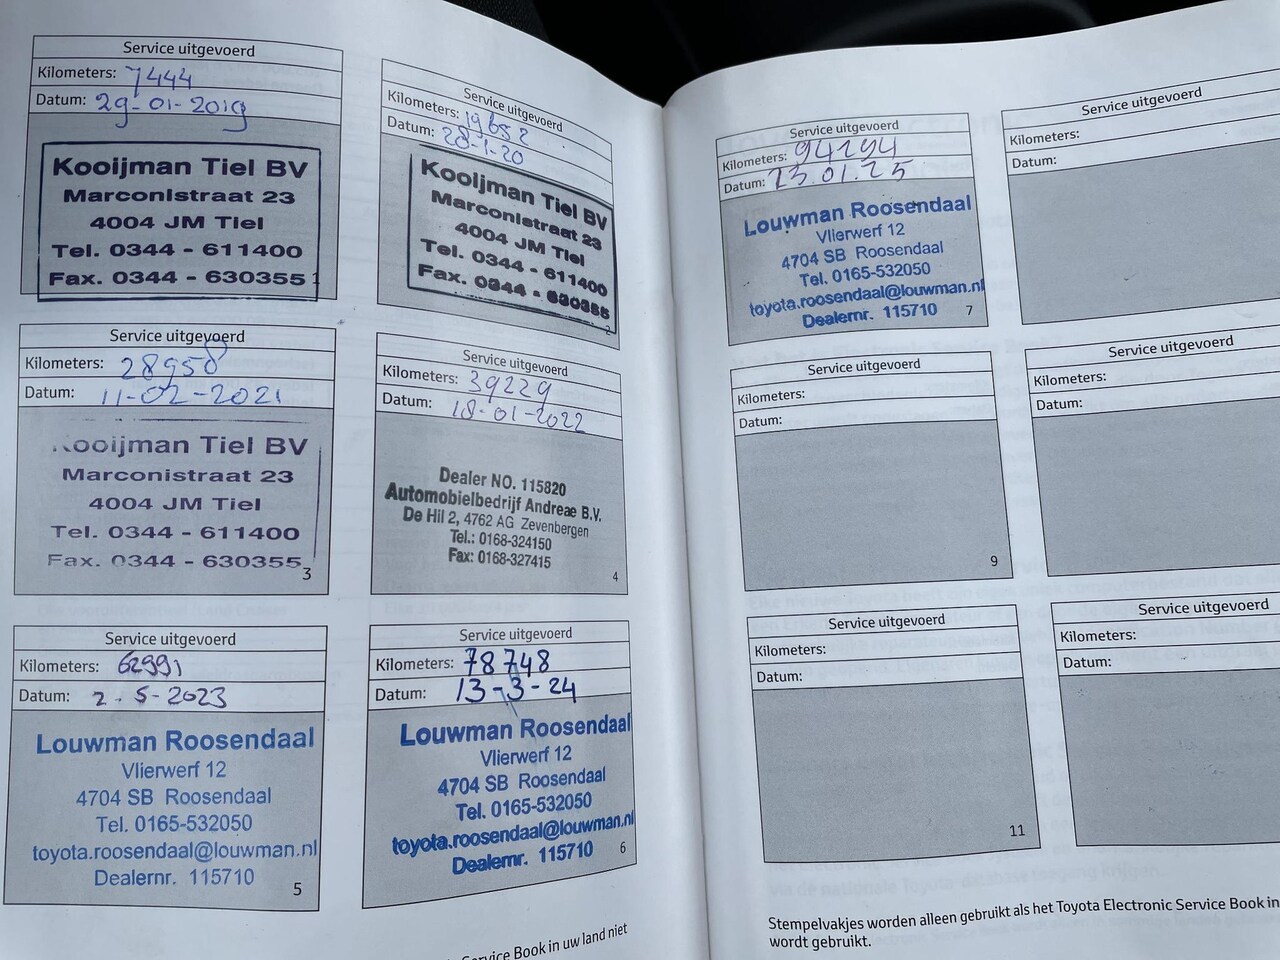 Service uitgevoerd
Kilometers: 7444
Datum: 29-01-2019
Kooijman Tiel BV
Marconistraat 23
4004 JM Tiel
Tel. 0344 - 611400
Fax. 0344 - 630355
1
Service uitgevoerd
Kilometers: 19652
Datum: 28-1-20
Kooijman Tiel BV
Marconistraat 23
4004 JM Tiel
Tel. 0344 - 611400
Fax. 0344 - 630355
2
Service uitgevoerd
Kilometers: 28958
Datum: 11-02-2021
Kooijman Tiel BV
Marconistraat 23
4004 JM Tiel
Tel. 0344 - 611400
Fax. 0344 - 630355
3
Service uitgevoerd
Kilometers: 39229
Datum: 18-01-2022
Dealer NO. 115820
Automobielbedrijf Andreae B.V.
De Hil 2, 4762 AG Zevenbergen
Tel.: 0168-324150
Fax: 0168-327415
4
Service uitgevoerd
Kilometers: 62991
Datum: 2-5-2023
Louwman Roosendaal
Vlierwerf 12
4704 SB Roosendaal
Tel. 0165-532050
toyota.roosendaal@louwman.nl
Dealernr. 115710
5
Service uitgevoerd
Kilometers: 78748
Datum: 13-3-24
Louwman Roosendaal
Vlierwerf 12
4704 SB Roosendaal
Tel. 0165-532050
toyota.roosendaal@louwman.nl
Dealernr. 115710
6
Service Book in uw land niet
Service uitgevoerd
Kilometers: 94294
Datum: 23.01.25
Louwman Roosendaal
Vlierwerf 12
4704 SB Roosendaal
Tel. 0165-532050
toyota.roosendaal@louwman.nl
Dealernr. 115710
7
Service uitgevoerd
Kilometers:
Datum:
Service uitgevoerd
Kilometers:
Datum:
9
Service uitgevoerd
Kilometers:
Datum:
Service uitgevoerd
Kilometers:
Datum:
11
Service uitgevoerd
Kilometers:
Datum:
Stempelvakjes worden alleen gebruikt als het Toyota Electronic Service Book in
wordt gebruikt.